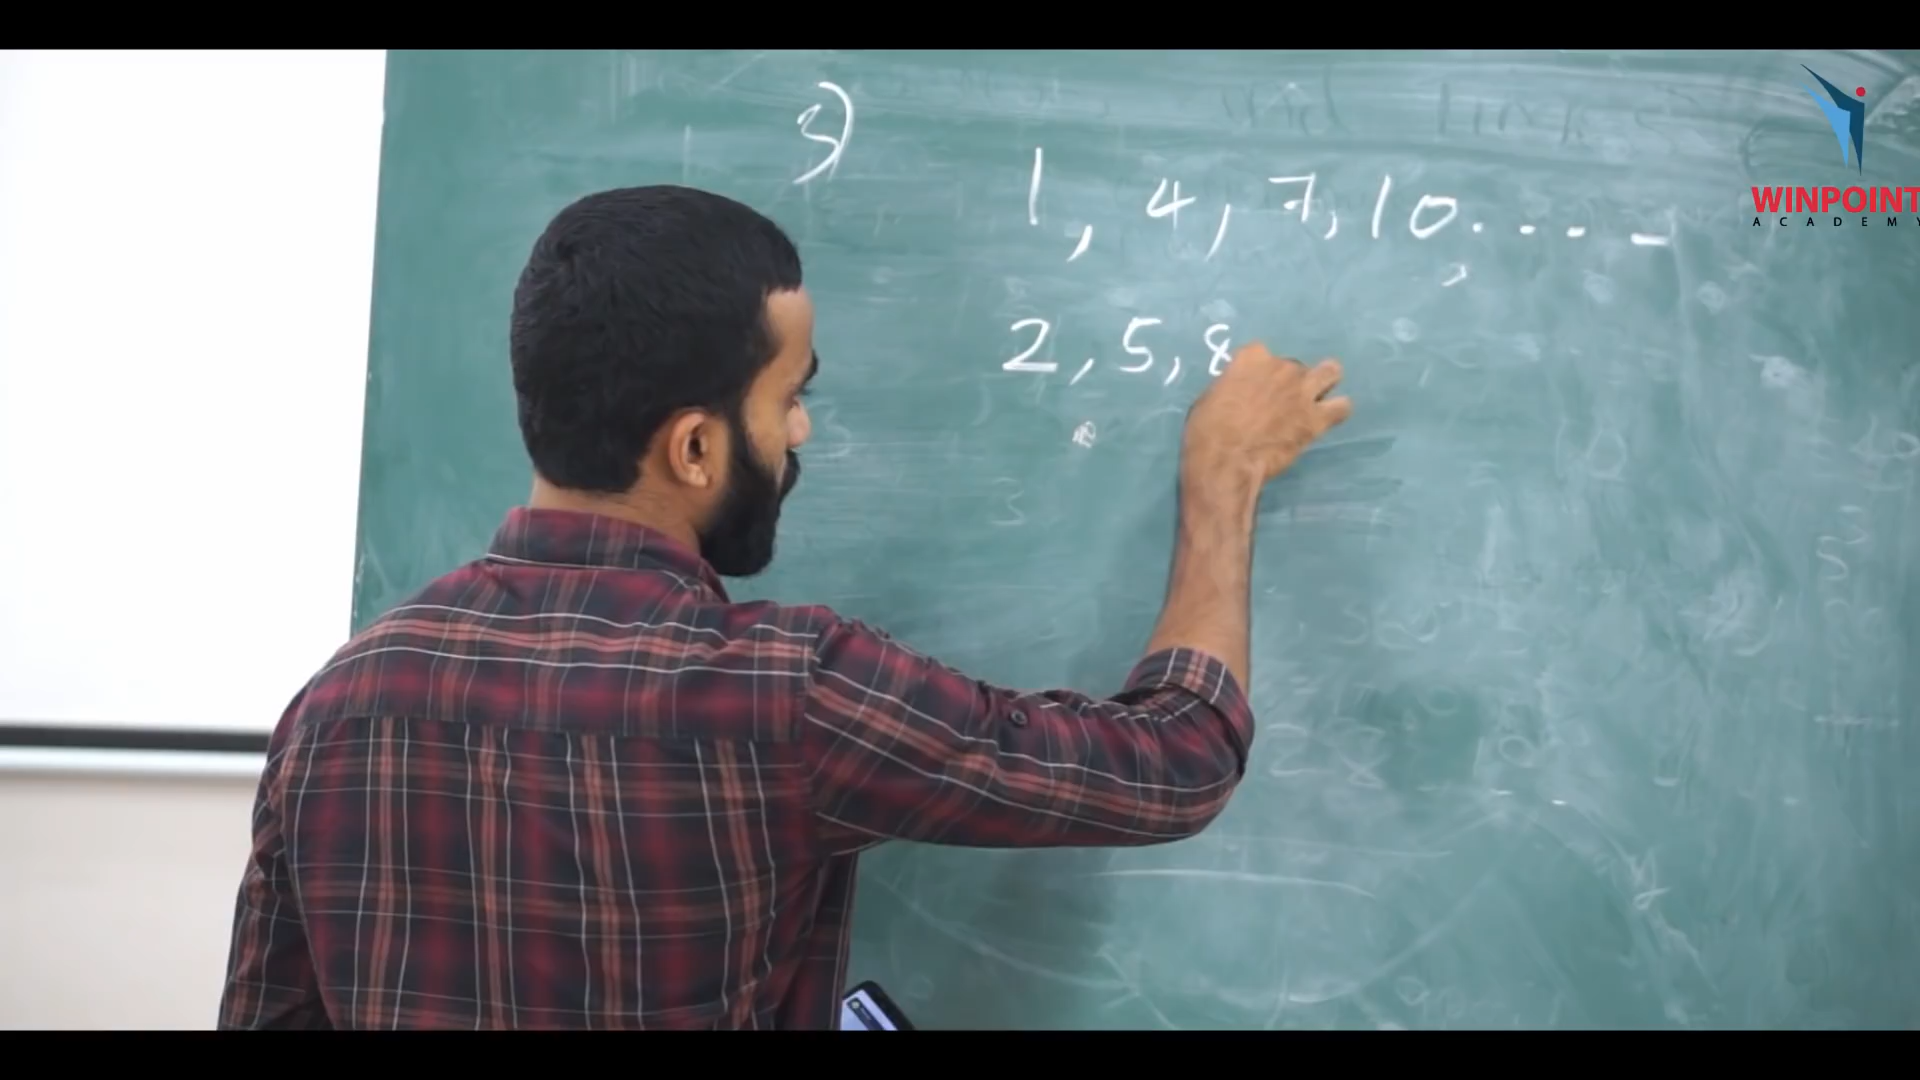 3)
1, 4, 7, 10, .... -
2, 5, 8
WINPOINT
ACADEMY